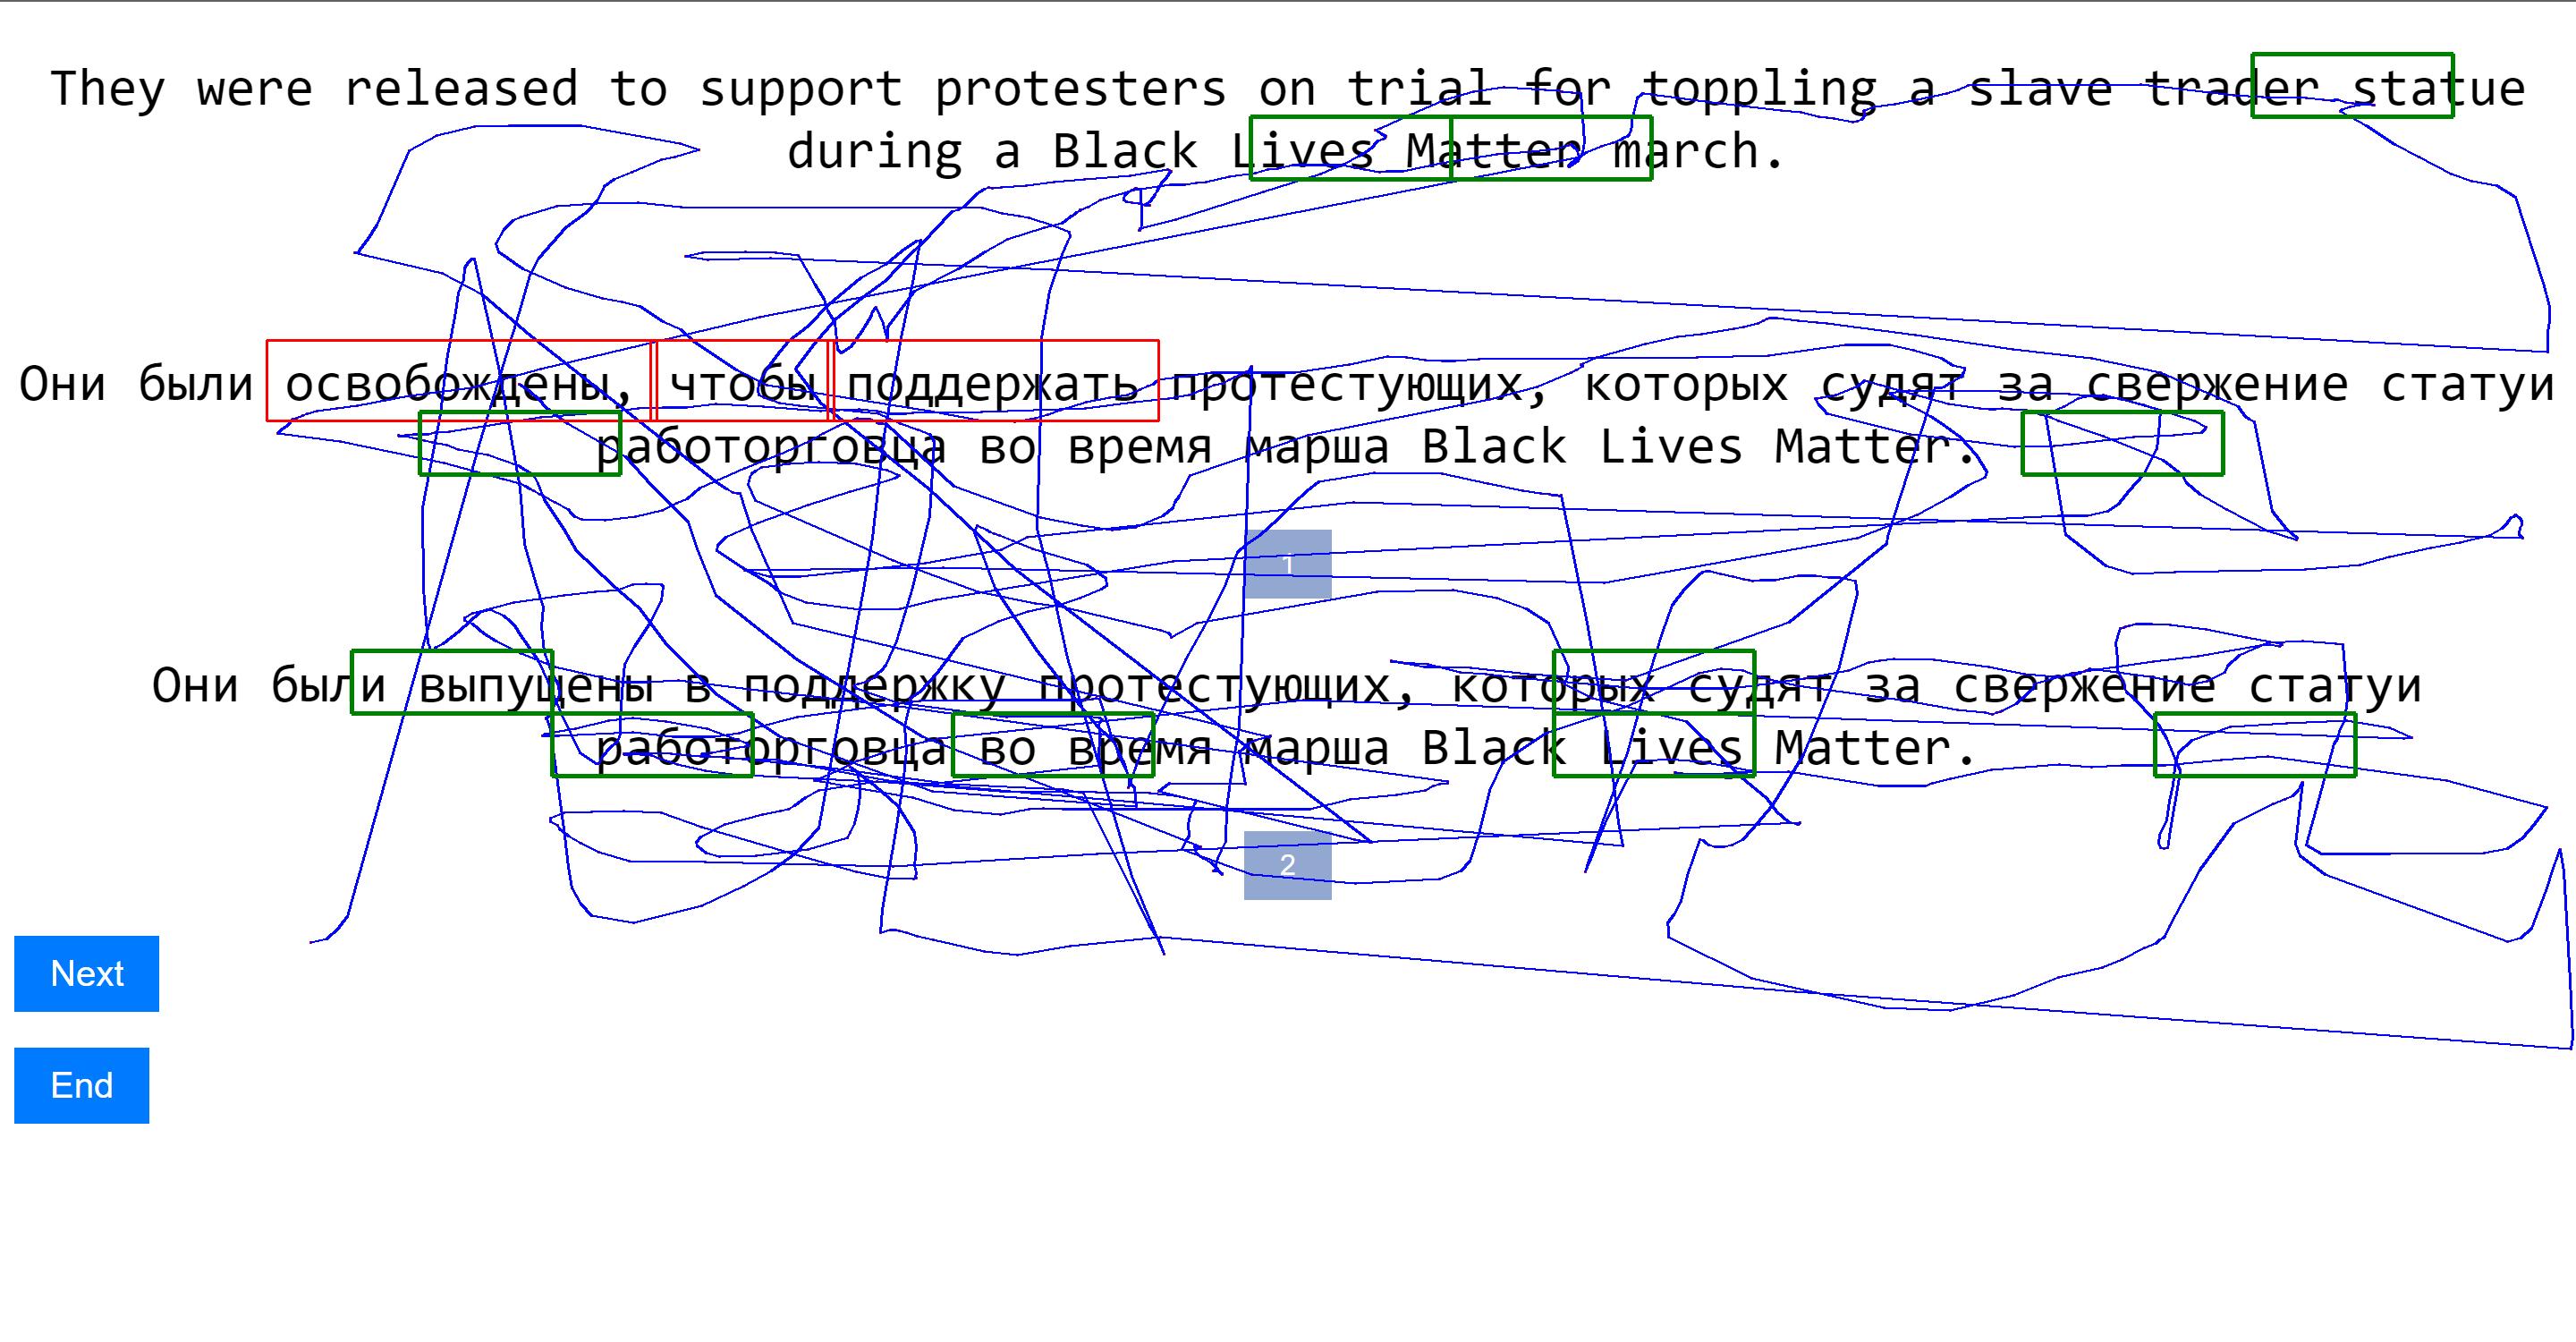 They were released to support protesters on trial for toppling a slave trader statue
during a Black Lives Matter march.
Они были освобождены, чтобы поддержать протестующих, которых судят за свержение статуи
работорговца во время марша Black Lives Matter.
1
Они были выпущены в поддержку протестующих, которых судят за свержение статуи
работорговца во время марша Black Lives Matter.
2
Next
End